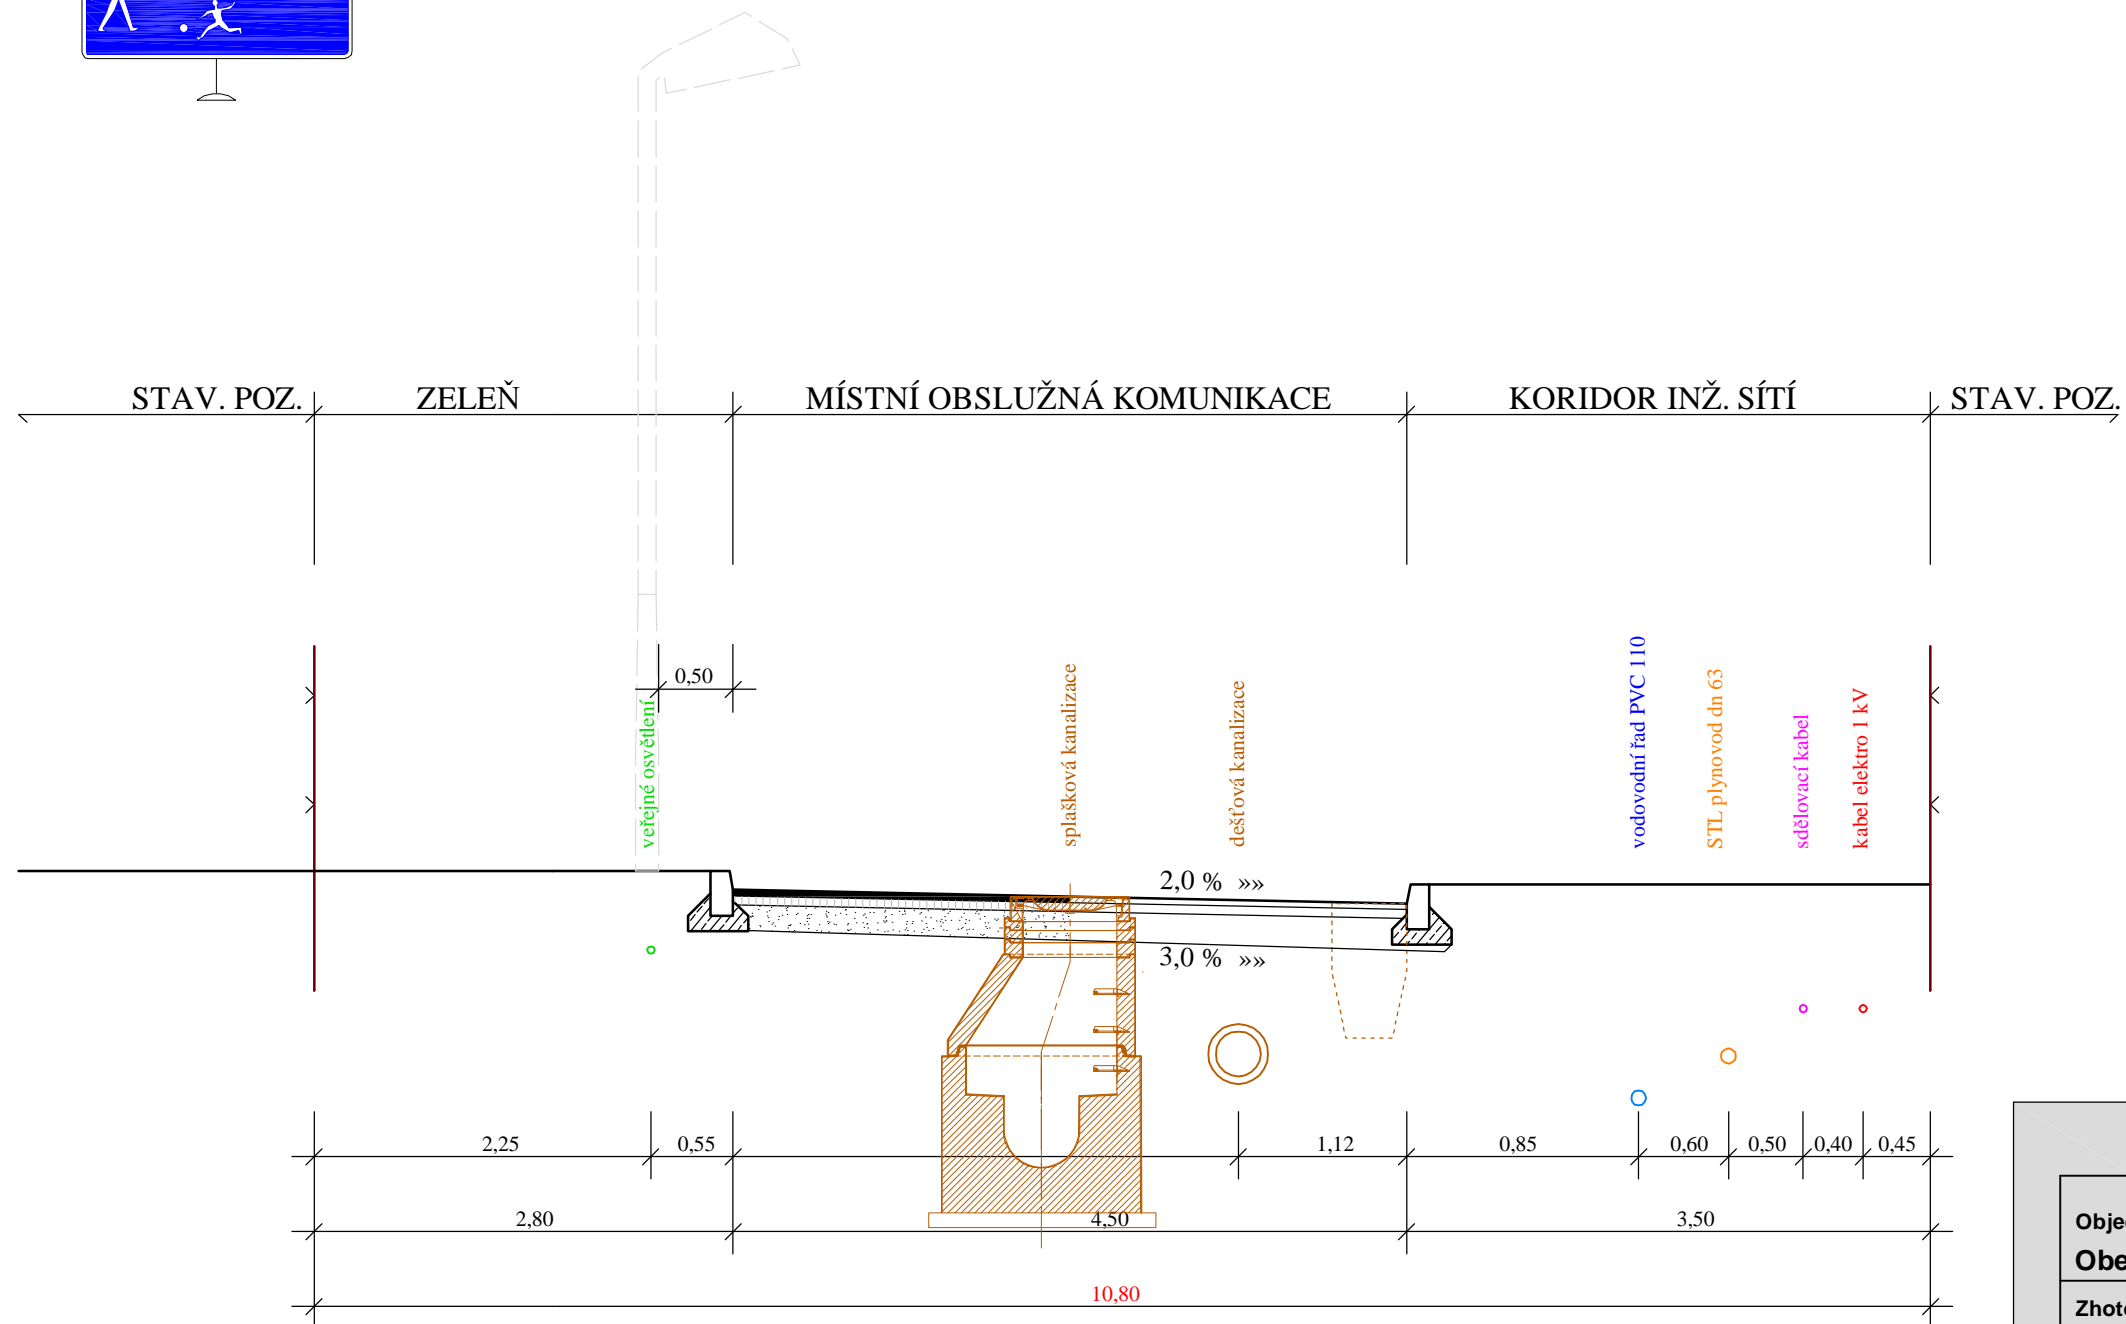 STAV. POZ.
ZELEŇ
MÍSTNÍ OBSLUŽNÁ KOMUNIKACE
KORIDOR INŽ. SÍTÍ
STAV. POZ.
0,50
veřejné osvětlení
splašková kanalizace
dešťová kanalizace
vodovodní řad PVC 110
STL plynovod dn 63
sdělovací kabel
kabel elektro 1 kV
2,0 % »»
3,0 % »»
2,25
0,55
1,12
0,85
0,60
0,50
0,40
0,45
2,80
4,50
3,50
10,80
Obje
Obe
Zhot